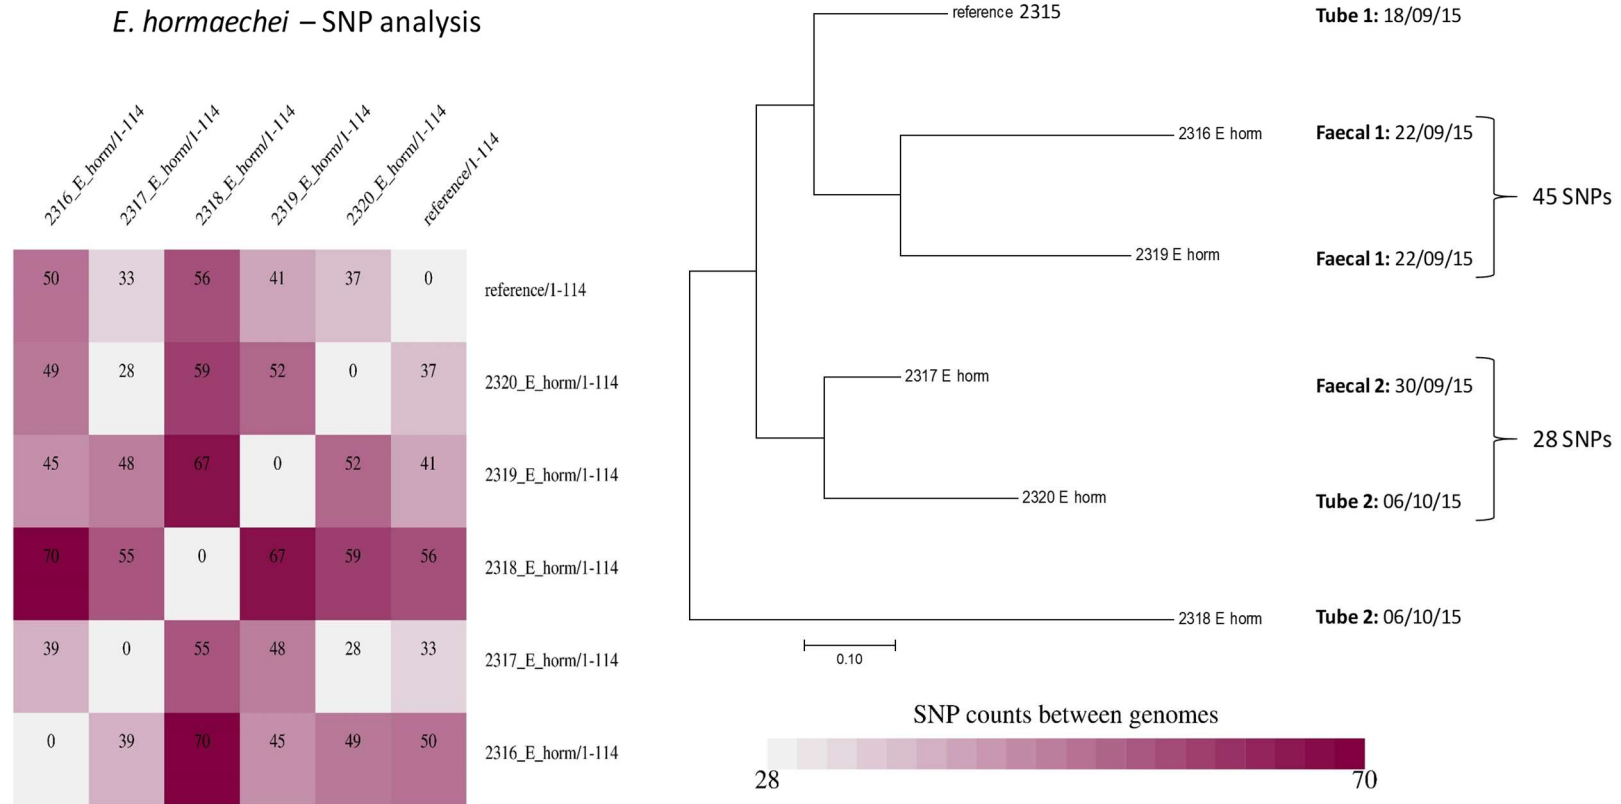 E. hormaechei – SNP analysis
2316_E_horm/1-114
2317_E_horm/1-114
2318_E_horm/1-114
2319_E_horm/1-114
2320_E_horm/1-114
reference/1-114
50 33 56 41 37 0 reference/1-114
49 28 59 52 0 37 2320_E_horm/1-114
45 48 67 0 52 41 2319_E_horm/1-114
70 55 0 67 59 56 2318_E_horm/1-114
39 0 55 48 28 33 2317_E_horm/1-114
0 39 70 45 49 50 2316_E_horm/1-114
reference 2315 Tube 1: 18/09/15
2316 E horm Faecal 1: 22/09/15
45 SNPs
2319 E horm Faecal 1: 22/09/15
2317 E horm Faecal 2: 30/09/15
28 SNPs
2320 E horm Tube 2: 06/10/15
2318 E horm Tube 2: 06/10/15
0.10
SNP counts between genomes
28 70